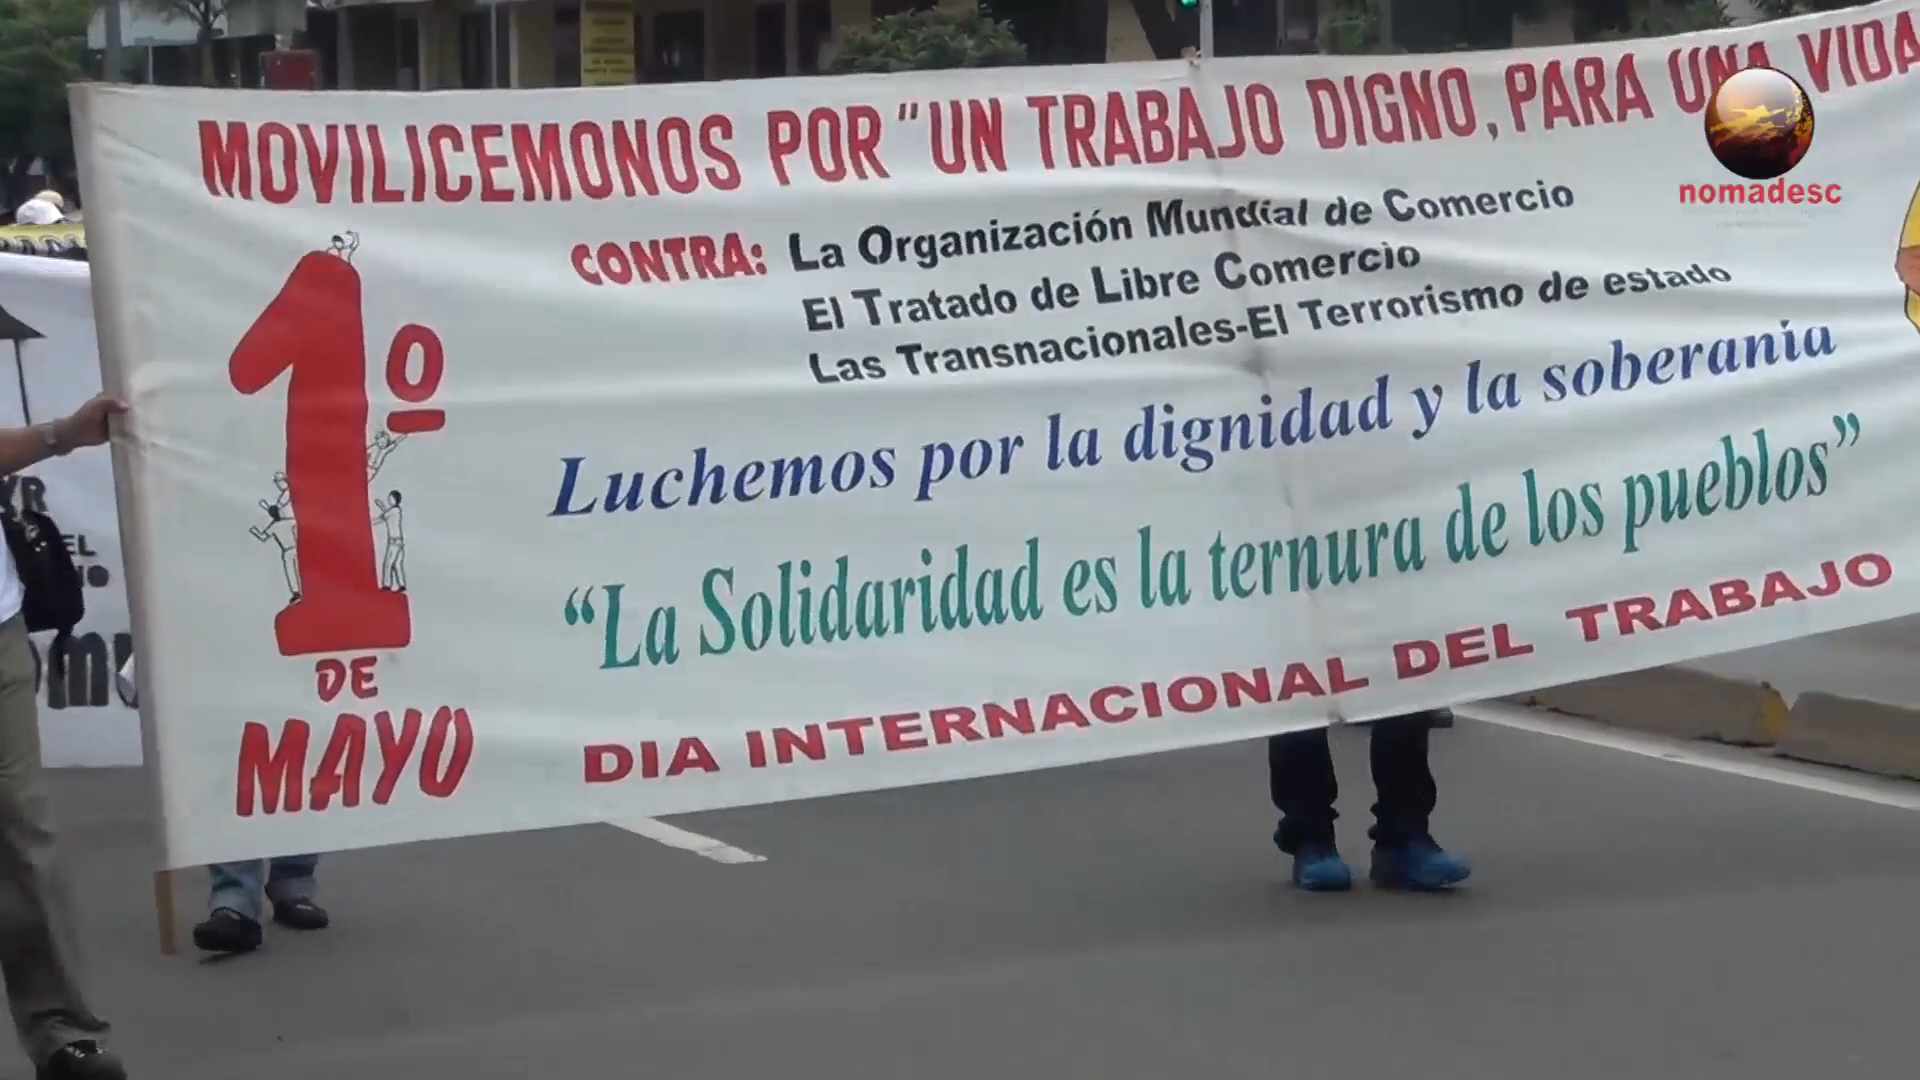 MOVILICEMONOS POR "UN TRABAJO DIGNO, PARA UNA VIDA
nomadesc
CONTRA: La Organización Mundial de Comercio
El Tratado de Libre Comercio
Las Transnacionales-El Terrorismo de estado
1º
DE
MAYO
Luchemos por la dignidad y la soberanía
“La Solidaridad es la ternura de los pueblos”
DIA INTERNACIONAL DEL TRABAJO